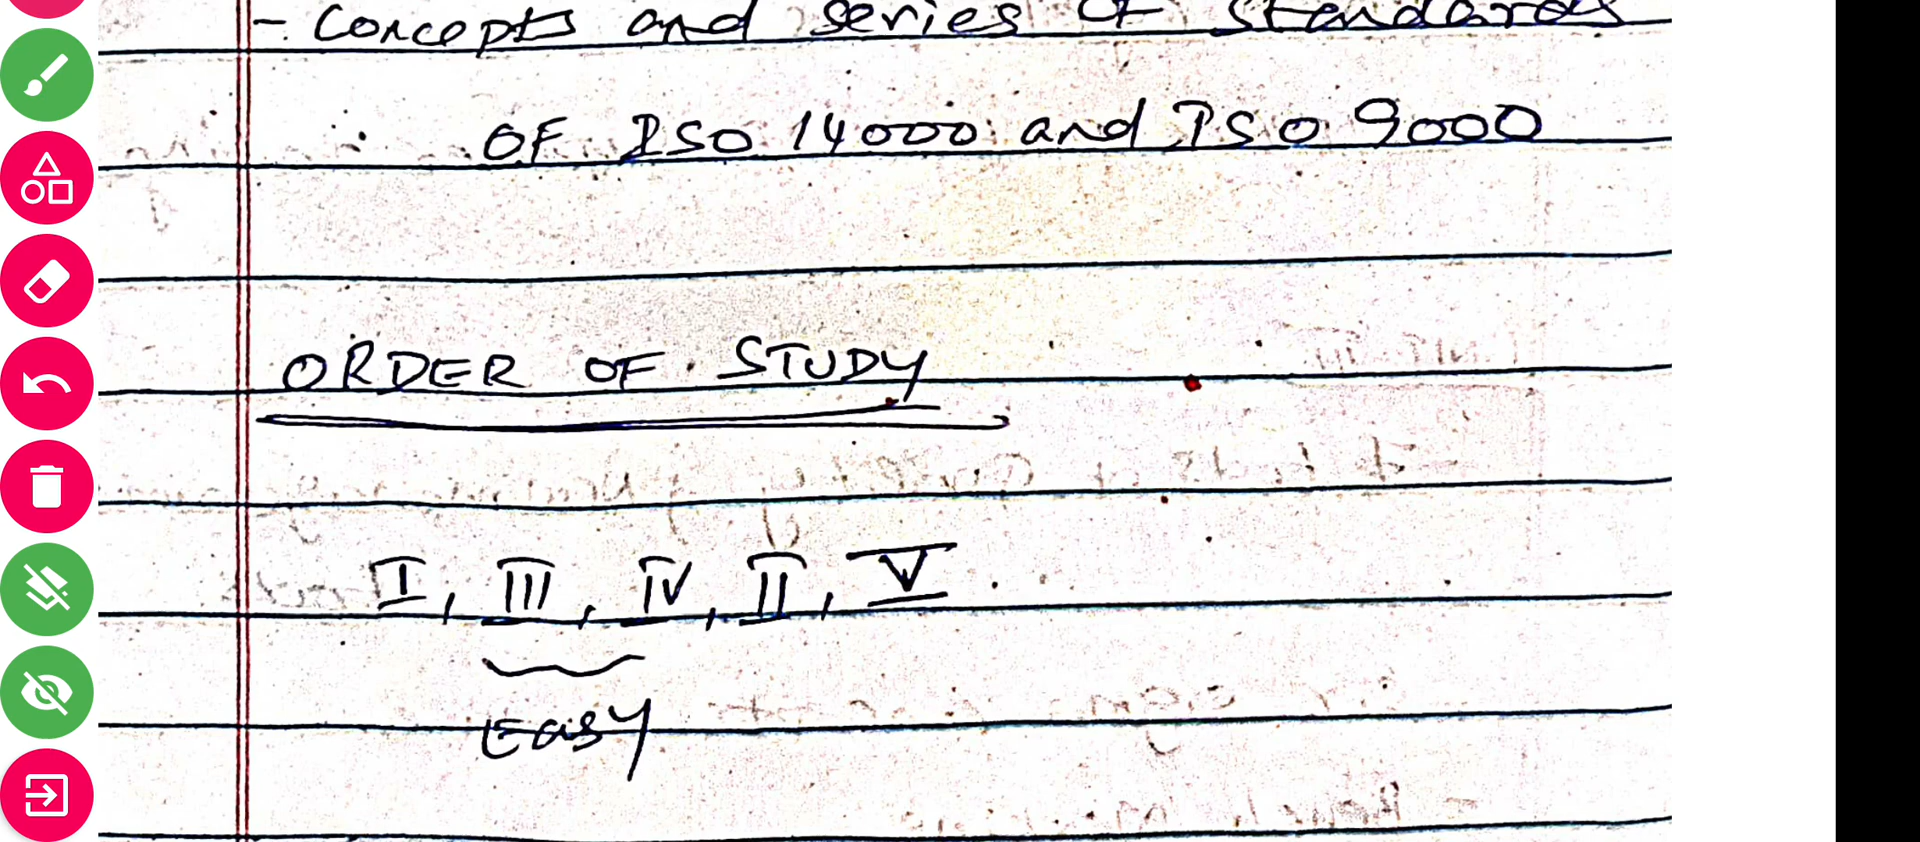 - Concepts and series of standards
OF ISO 14000 and ISO 9000
ORDER OF STUDY
I, III, IV, II, V.
Easy